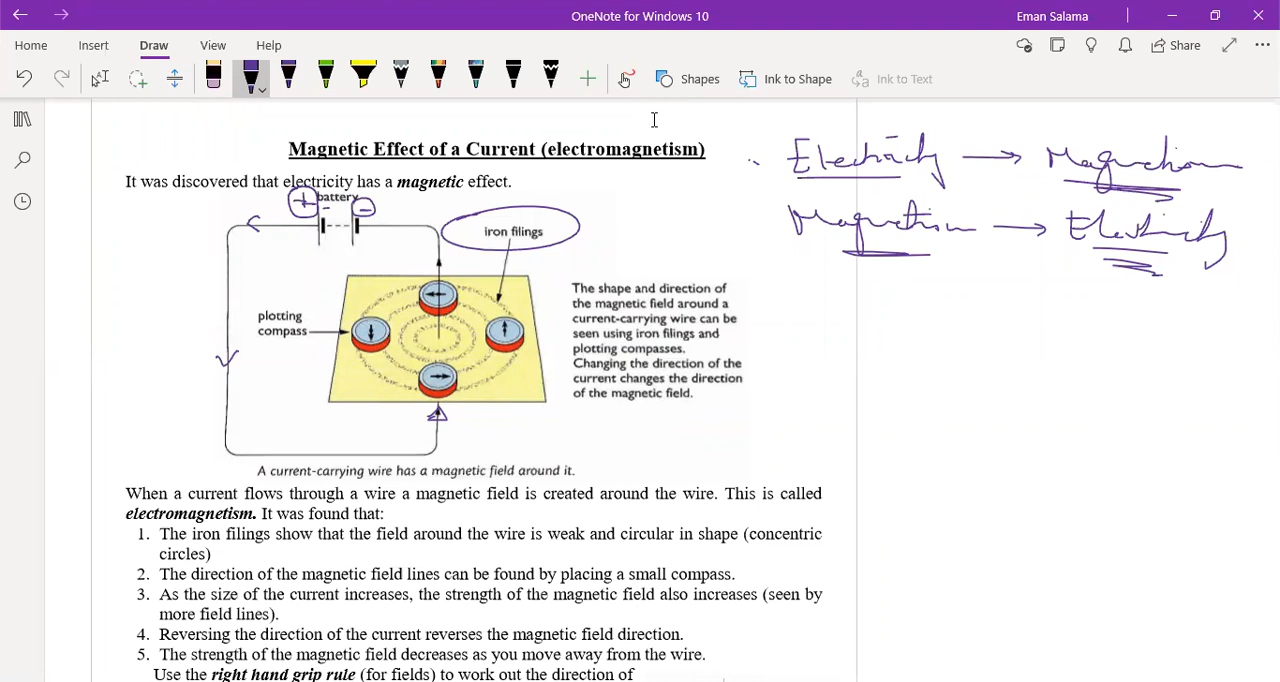 OneNote for Windows 10
Eman Salama
Home
Insert
Draw
View
Help
Share
Shapes
Ink to Shape
Ink to Text
Magnetic Effect of a Current (electromagnetism)
Electricity → Magnetism
It was discovered that electricity has a magnetic effect.
Magnetism → Electricity
battery
+ - -
iron filings
plotting
compass
The shape and direction of
the magnetic field around a
current-carrying wire can be
seen using iron filings and
plotting compasses.
Changing the direction of the
current changes the direction
of the magnetic field.
A current-carrying wire has a magnetic field around it.
When a current flows through a wire a magnetic field is created around the wire. This is called
electromagnetism. It was found that:
1. The iron filings show that the field around the wire is weak and circular in shape (concentric
circles)
2. The direction of the magnetic field lines can be found by placing a small compass.
3. As the size of the current increases, the strength of the magnetic field also increases (seen by
more field lines).
4. Reversing the direction of the current reverses the magnetic field direction.
5. The strength of the magnetic field decreases as you move away from the wire.
Use the right hand grip rule (for fields) to work out the direction of